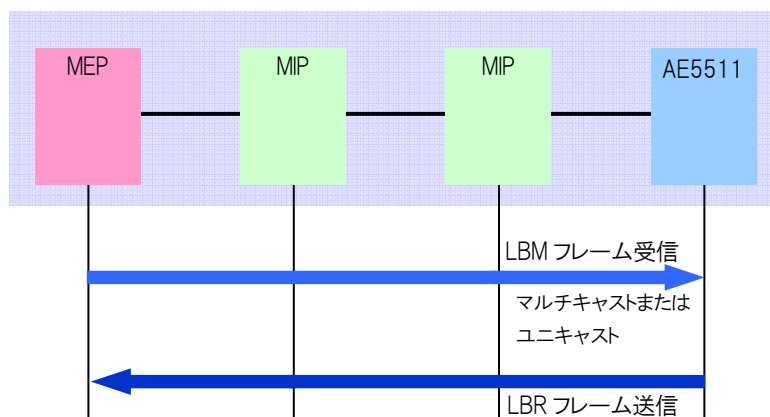 MEP
MIP
MIP
AE5511
LBM フレーム受信
マルチキャストまたは
ユニキャスト
LBR フレーム送信